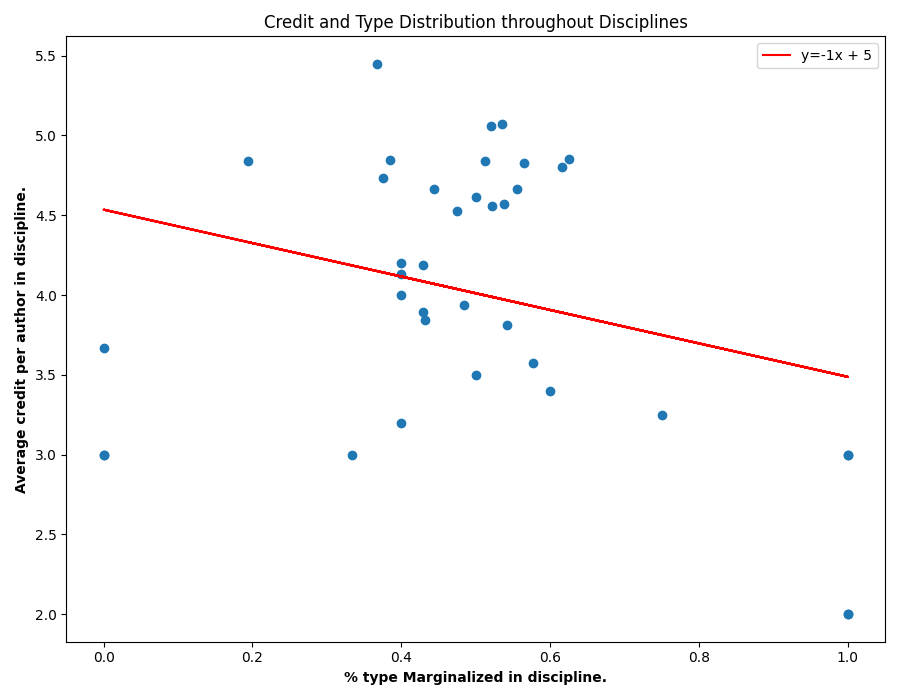 Credit and Type Distribution throughout Disciplines
y=-1x + 5
5.5
5.0
4.5
4.0
3.5
3.0
2.5
2.0
Average credit per author in discipline.
0.0 0.2 0.4 0.6 0.8 1.0
% type Marginalized in discipline.